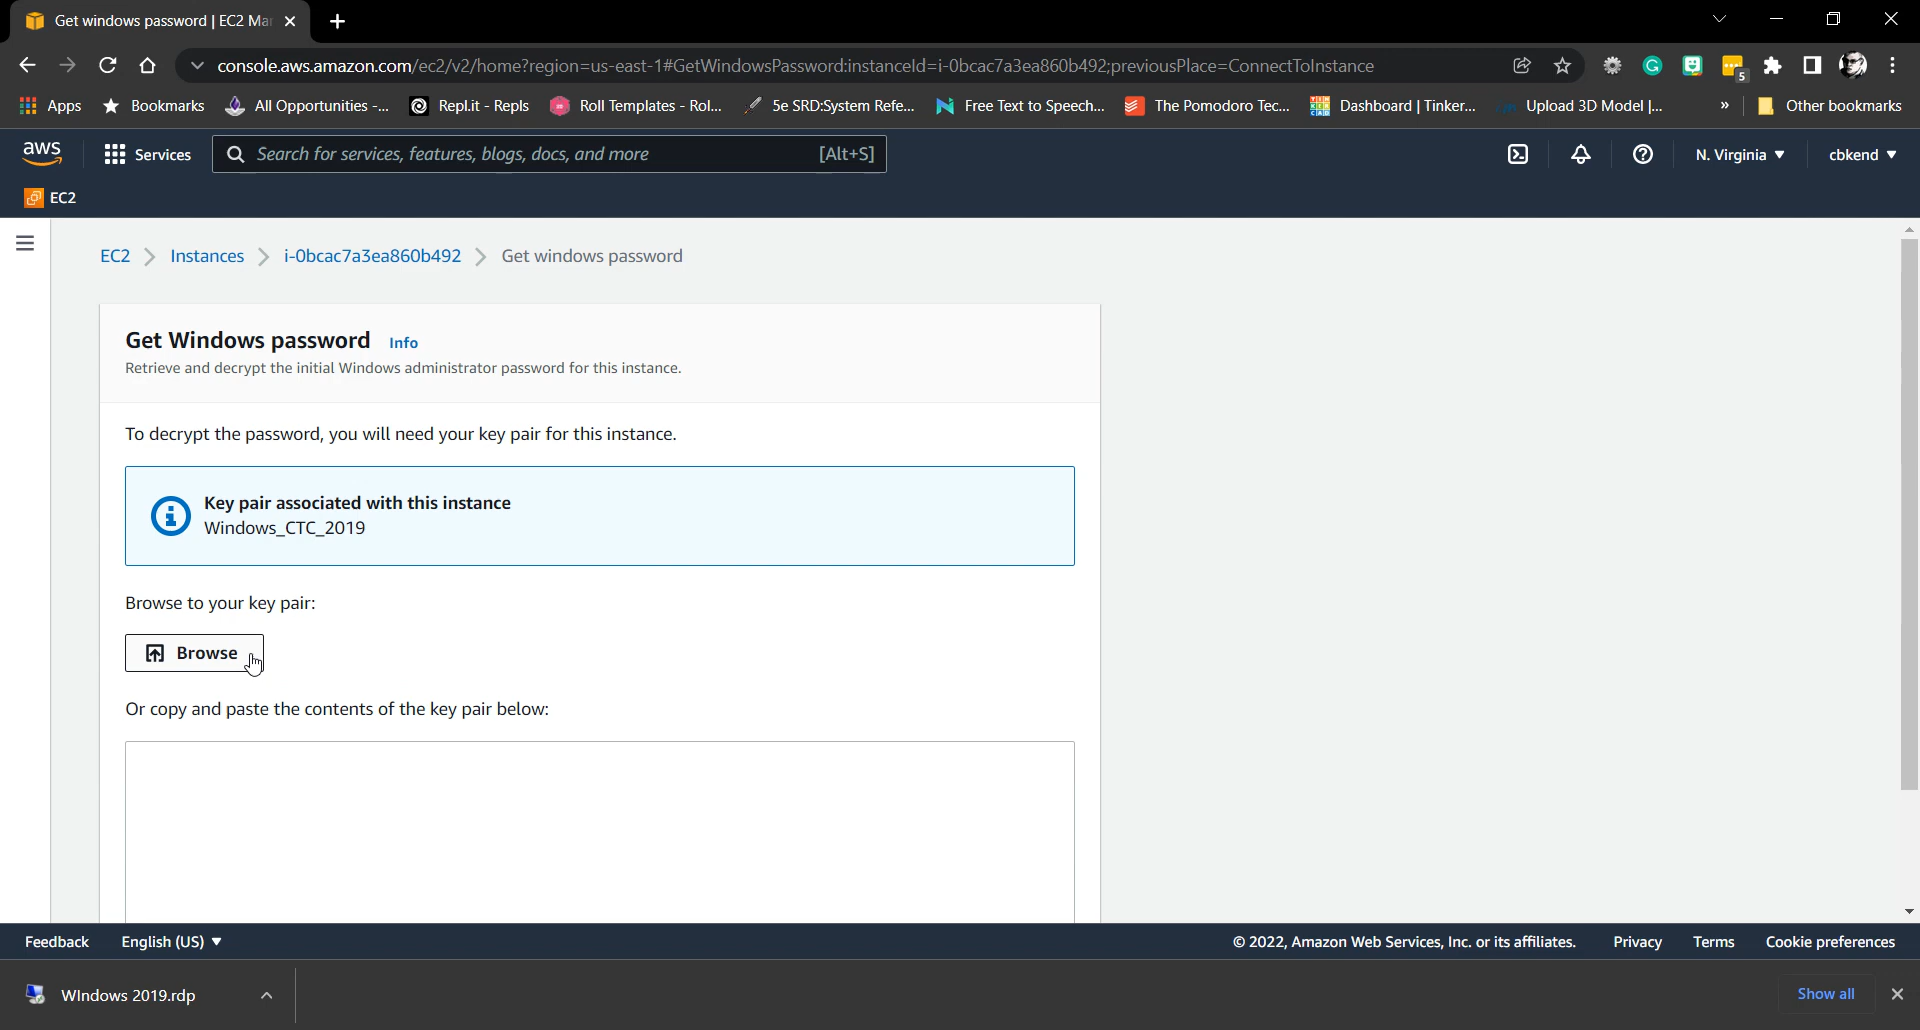 Get windows password | EC2 Mar
console.aws.amazon.com/ec2/v2/home?region=us-east-1#GetWindowsPassword:instanceId=i-0bcac7a3ea860b492;previousPlace=ConnectToInstance
5
Apps Bookmarks All Opportunities -... Repl.it - Repls Roll Templates - Rol... 5e SRD:System Refe... Free Text to Speech... The Pomodoro Tec... Dashboard | Tinker... Upload 3D Model |... » Other bookmarks
aws Services Search for services, features, blogs, docs, and more [Alt+S] N. Virginia cbkend
EC2
EC2 Instances i-0bcac7a3ea860b492 Get windows password
Get Windows password Info
Retrieve and decrypt the initial Windows administrator password for this instance.
To decrypt the password, you will need your key pair for this instance.
Key pair associated with this instance
Windows_CTC_2019
Browse to your key pair:
Browse
Or copy and paste the contents of the key pair below:
Feedback English (US) © 2022, Amazon Web Services, Inc. or its affiliates. Privacy Terms Cookie preferences
WIndows 2019.rdp Show all